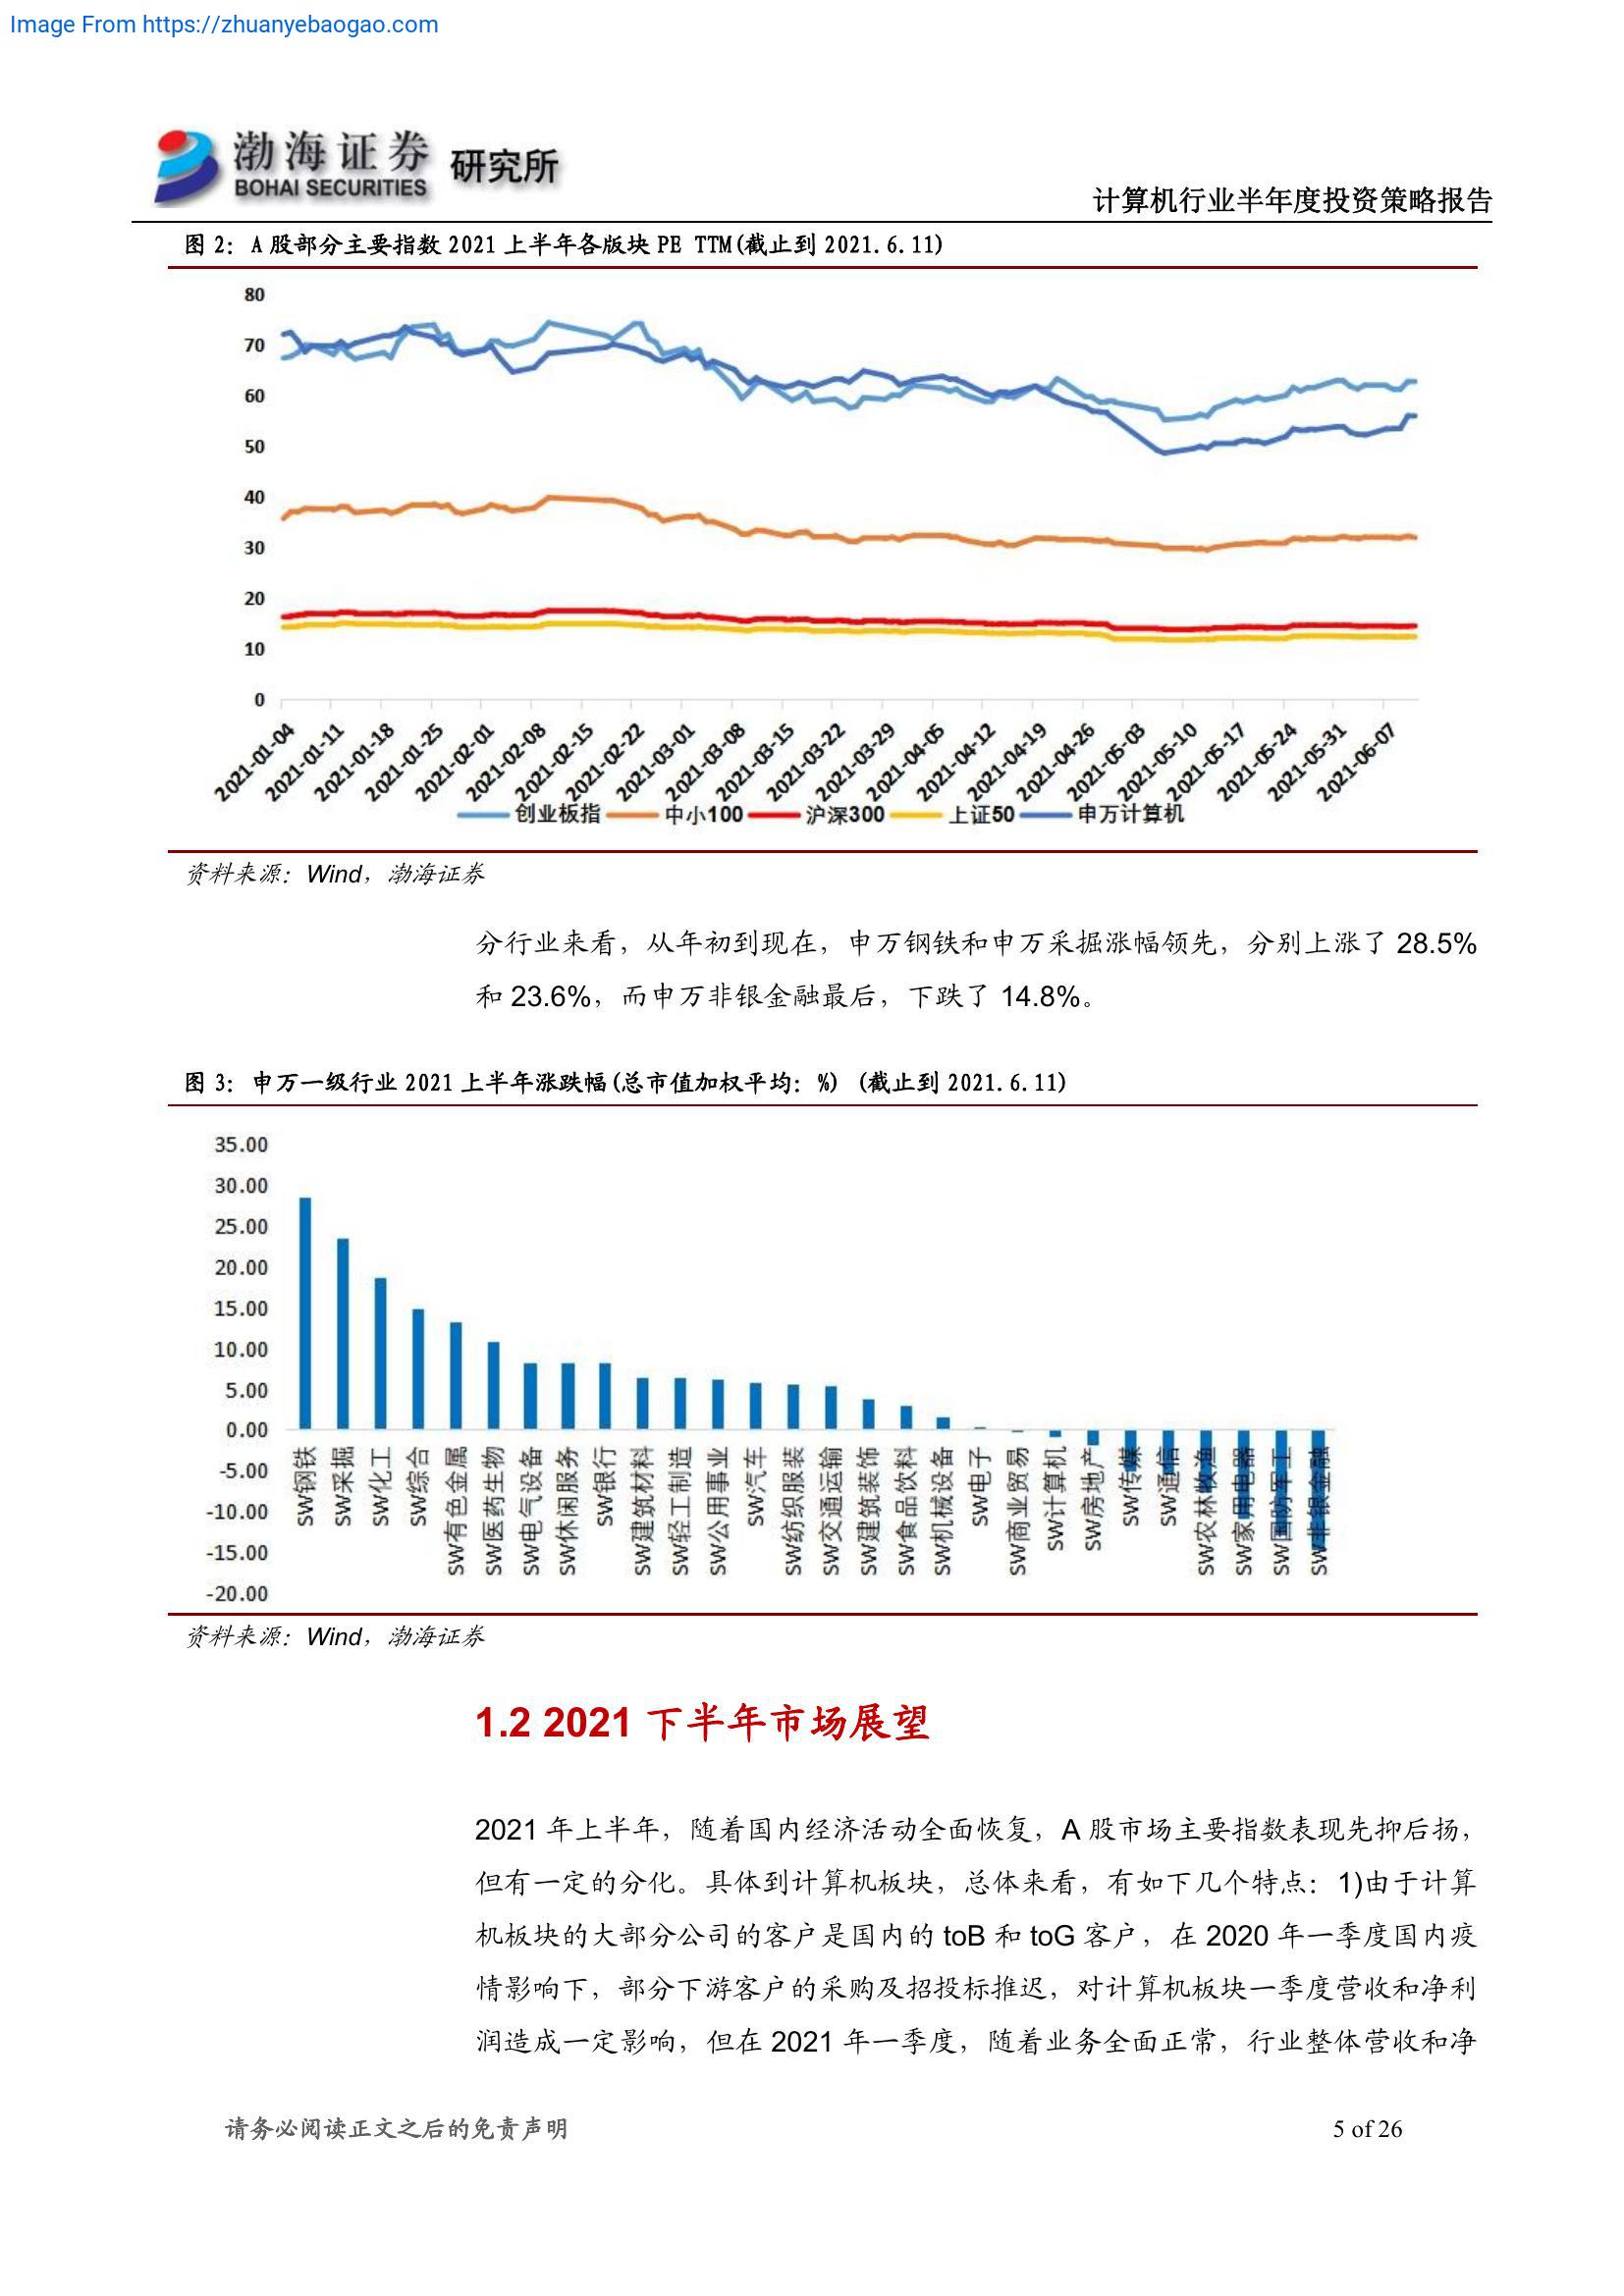 Image From https://zhuanyebaogao.com
渤海证券 研究所
BOHAI SECURITIES
计算机行业半年度投资策略报告
图 2：A 股部分主要指数 2021 上半年各版块 PE TTM(截止到 2021.6.11)
80
70
60
50
40
30
20
10
0
2021-01-04 2021-01-11 2021-01-18 2021-01-25 2021-02-01 2021-02-08 2021-02-15 2021-02-22 2021-03-01 2021-03-08 2021-03-15 2021-03-22 2021-03-29 2021-04-05 2021-04-12 2021-04-19 2021-04-26 2021-05-03 2021-05-10 2021-05-17 2021-05-24 2021-05-31 2021-06-07
创业板指 中小100 沪深300 上证50 申万计算机
资料来源：Wind，渤海证券
分行业来看，从年初到现在，申万钢铁和申万采掘涨幅领先，分别上涨了 28.5%
和 23.6%，而申万非银金融最后，下跌了 14.8%。
图 3：申万一级行业 2021 上半年涨跌幅(总市值加权平均：%) (截止到 2021.6.11)
35.00
30.00
25.00
20.00
15.00
10.00
5.00
0.00
-5.00
-10.00
-15.00
-20.00
SW钢铁 SW采掘 SW化工 SW综合 SW有色金属 SW医药生物 SW电气设备 SW休闲服务 SW银行 SW建筑材料 SW轻工制造 SW公用事业 SW汽车 SW纺织服装 SW交通运输 SW建筑装饰 SW食品饮料 SW机械设备 SW电子 SW商业贸易 SW计算机 SW房地产 SW传媒 SW通信 SW农林牧渔 SW家用电器 SW国防军工 SW非银金融
资料来源：Wind，渤海证券
1.2 2021 下半年市场展望
2021 年上半年，随着国内经济活动全面恢复，A 股市场主要指数表现先抑后扬，
但有一定的分化。具体到计算机板块，总体来看，有如下几个特点：1)由于计算
机板块的大部分公司的客户是国内的 toB 和 toG 客户，在 2020 年一季度国内疫
情影响下，部分下游客户的采购及招投标推迟，对计算机板块一季度营收和净利
润造成一定影响，但在 2021 年一季度，随着业务全面正常，行业整体营收和净
请务必阅读正文之后的免责声明
5 of 26